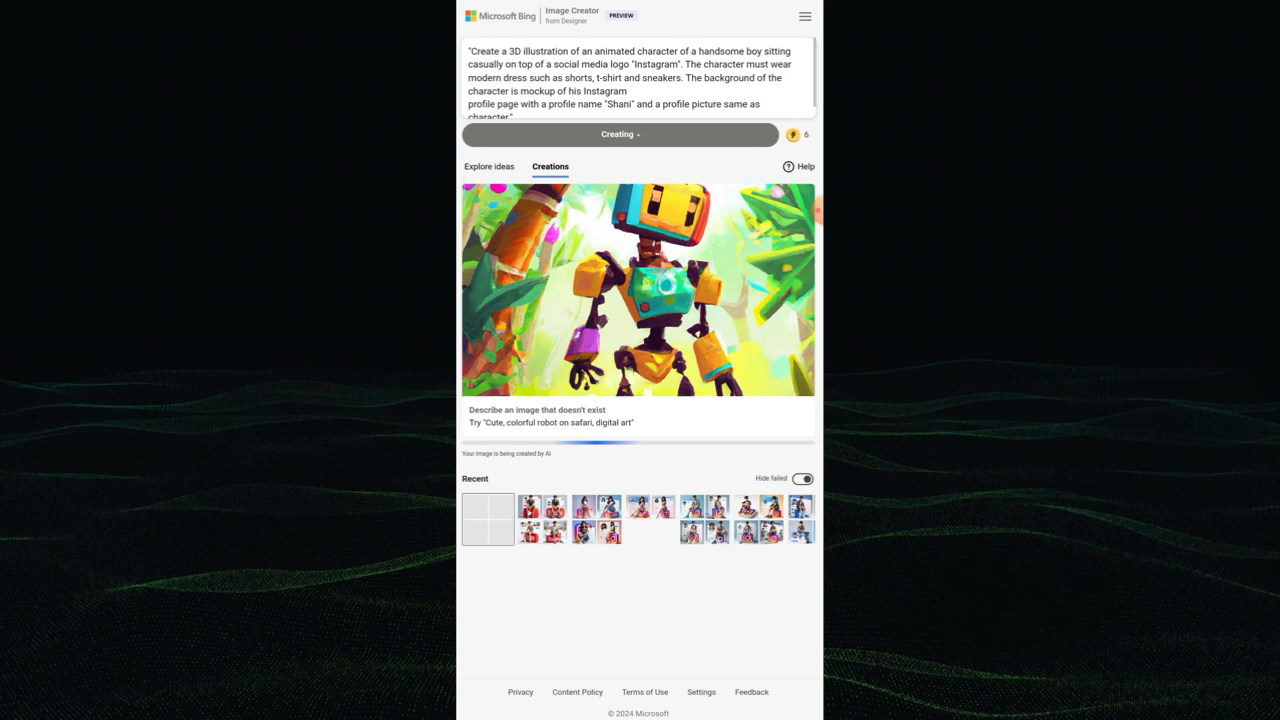 Microsoft Bing
Image Creator
from Designer
PREVIEW
"Create a 3D illustration of an animated character of a handsome boy sitting
casually on top of a social media logo "Instagram". The character must wear
modern dress such as shorts, t-shirt and sneakers. The background of the
character is mockup of his Instagram
profile page with a profile name "Shani" and a profile picture same as
character"
Creating
6
Explore ideas
Creations
Help
Describe an image that doesn't exist
Try "Cute, colorful robot on safari, digital art"
Your image is being created by AI
Recent
Hide failed
Privacy
Content Policy
Terms of Use
Settings
Feedback
© 2024 Microsoft